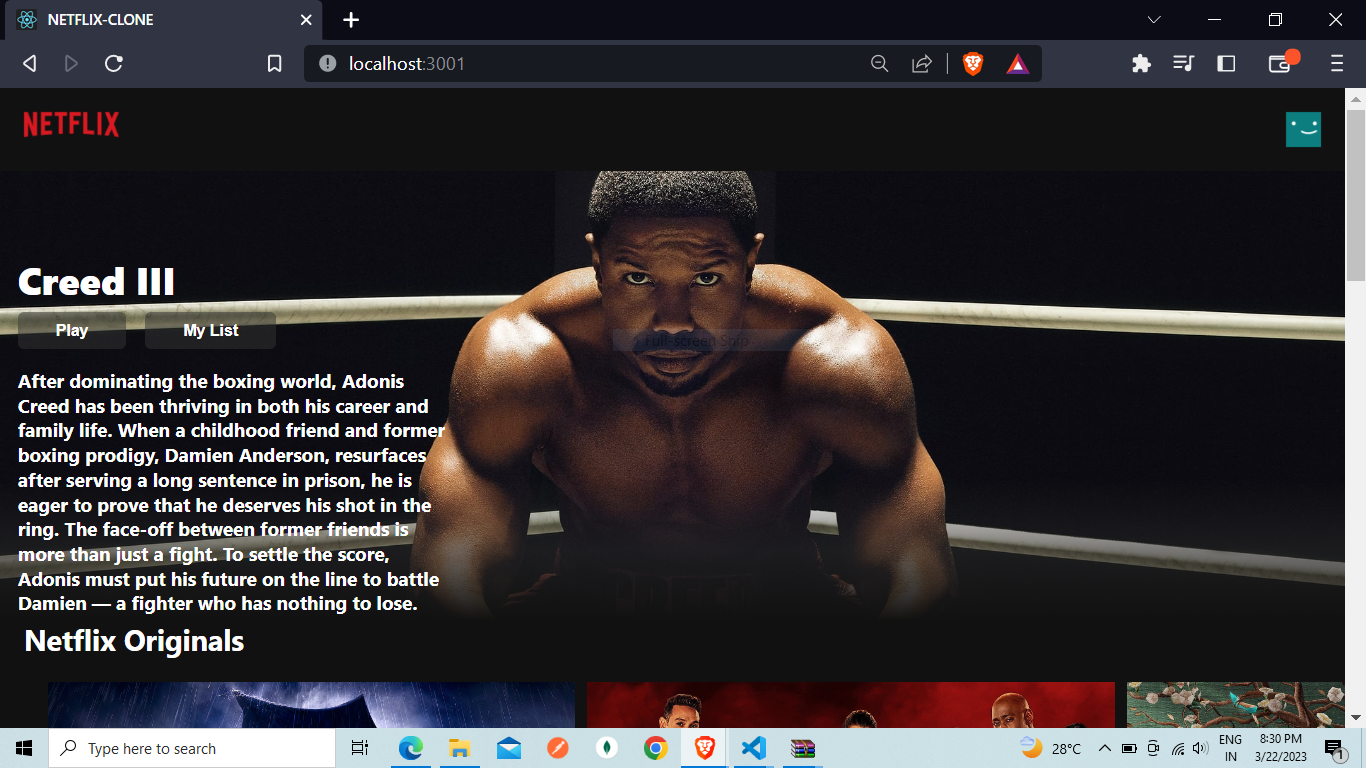 NETFLIX-CLONE
localhost:3001
NETFLIX
Creed III
Play
My List
Full-screen Snip
After dominating the boxing world, Adonis
Creed has been thriving in both his career and
family life. When a childhood friend and former
boxing prodigy, Damien Anderson, resurfaces
after serving a long sentence in prison, he is
eager to prove that he deserves his shot in the
ring. The face-off between former friends is
more than just a fight. To settle the score,
Adonis must put his future on the line to battle
Damien — a fighter who has nothing to lose.
Netflix Originals
Type here to search
28°C
ENG
IN
8:30 PM
3/22/2023
1